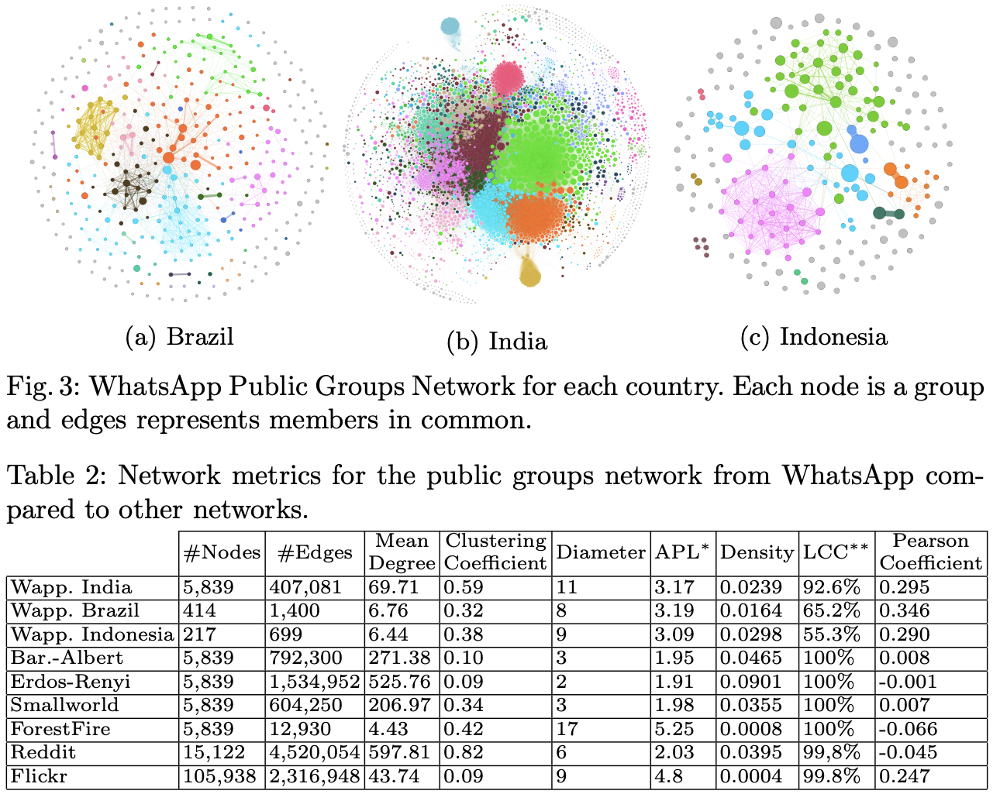 (a) Brazil
(b) India
(c) Indonesia
Fig. 3: WhatsApp Public Groups Network for each country. Each node is a group
and edges represents members in common.
Table 2: Network metrics for the public groups network from WhatsApp com-
pared to other networks.
#Nodes #Edges Mean Degree Clustering Coefficient Diameter APL* Density LCC** Pearson Coefficient
Wapp. India 5,839 407,081 69.71 0.59 11 3.17 0.0239 92.6% 0.295
Wapp. Brazil 414 1,400 6.76 0.32 8 3.19 0.0164 65.2% 0.346
Wapp. Indonesia 217 699 6.44 0.38 9 3.09 0.0298 55.3% 0.290
Bar.-Albert 5,839 792,300 271.38 0.10 3 1.95 0.0465 100% 0.008
Erdos-Renyi 5,839 1,534,952 525.76 0.09 2 1.91 0.0901 100% -0.001
Smallworld 5,839 604,250 206.97 0.34 3 1.98 0.0355 100% 0.007
ForestFire 5,839 12,930 4.43 0.42 17 5.25 0.0008 100% -0.066
Reddit 15,122 4,520,054 597.81 0.82 6 2.03 0.0395 99,8% -0.045
Flickr 105,938 2,316,948 43.74 0.09 9 4.8 0.0004 99.8% 0.247